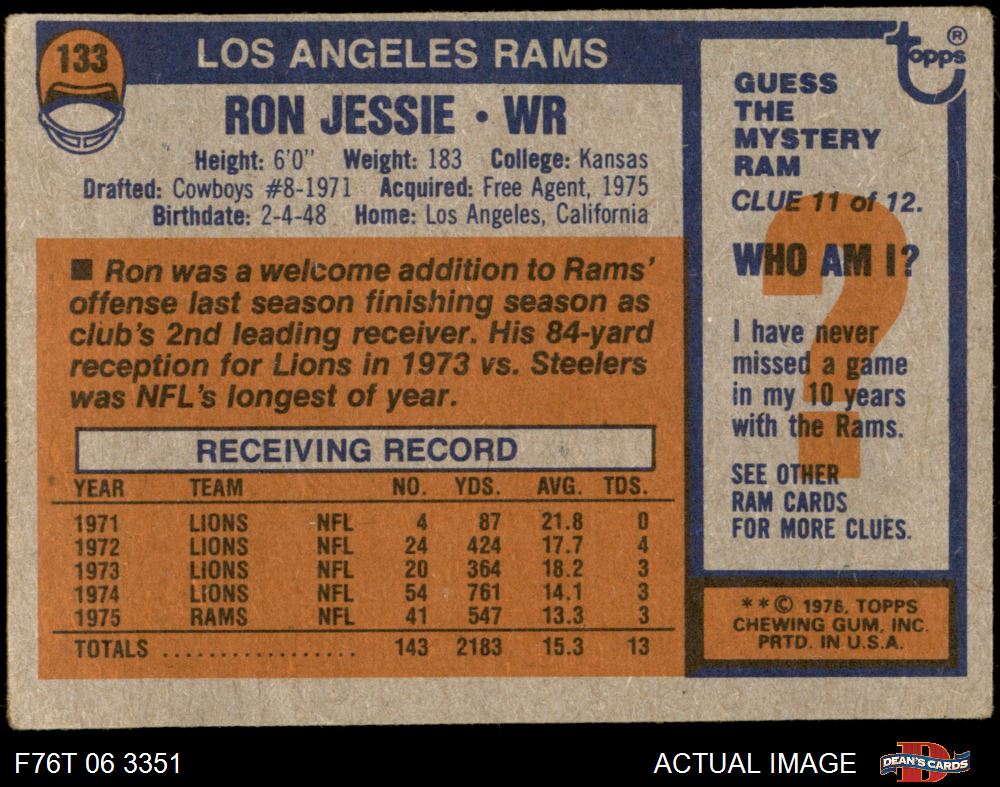 133
LOS ANGELES RAMS
topps ®
RON JESSIE • WR
Height: 6'0" Weight: 183 College: Kansas
Drafted: Cowboys #8-1971 Acquired: Free Agent, 1975
Birthdate: 2-4-48 Home: Los Angeles, California
■ Ron was a welcome addition to Rams'
offense last season finishing season as
club's 2nd leading receiver. His 84-yard
reception for Lions in 1973 vs. Steelers
was NFL's longest of year.
RECEIVING RECORD
YEAR TEAM NO. YDS. AVG. TDS.
1971 LIONS NFL 4 87 21.8 0
1972 LIONS NFL 24 424 17.7 4
1973 LIONS NFL 20 364 18.2 3
1974 LIONS NFL 54 761 14.1 3
1975 RAMS NFL 41 547 13.3 3
TOTALS ................. 143 2183 15.3 13
GUESS
THE
MYSTERY
RAM
CLUE 11 of 12.
WHO AM I?
?
I have never
missed a game
in my 10 years
with the Rams.
SEE OTHER
RAM CARDS
FOR MORE CLUES.
**© 1976, TOPPS
CHEWING GUM, INC.
PRTD. IN U.S.A.
F76T 06 3351
ACTUAL IMAGE
D
DEAN'S CARDS